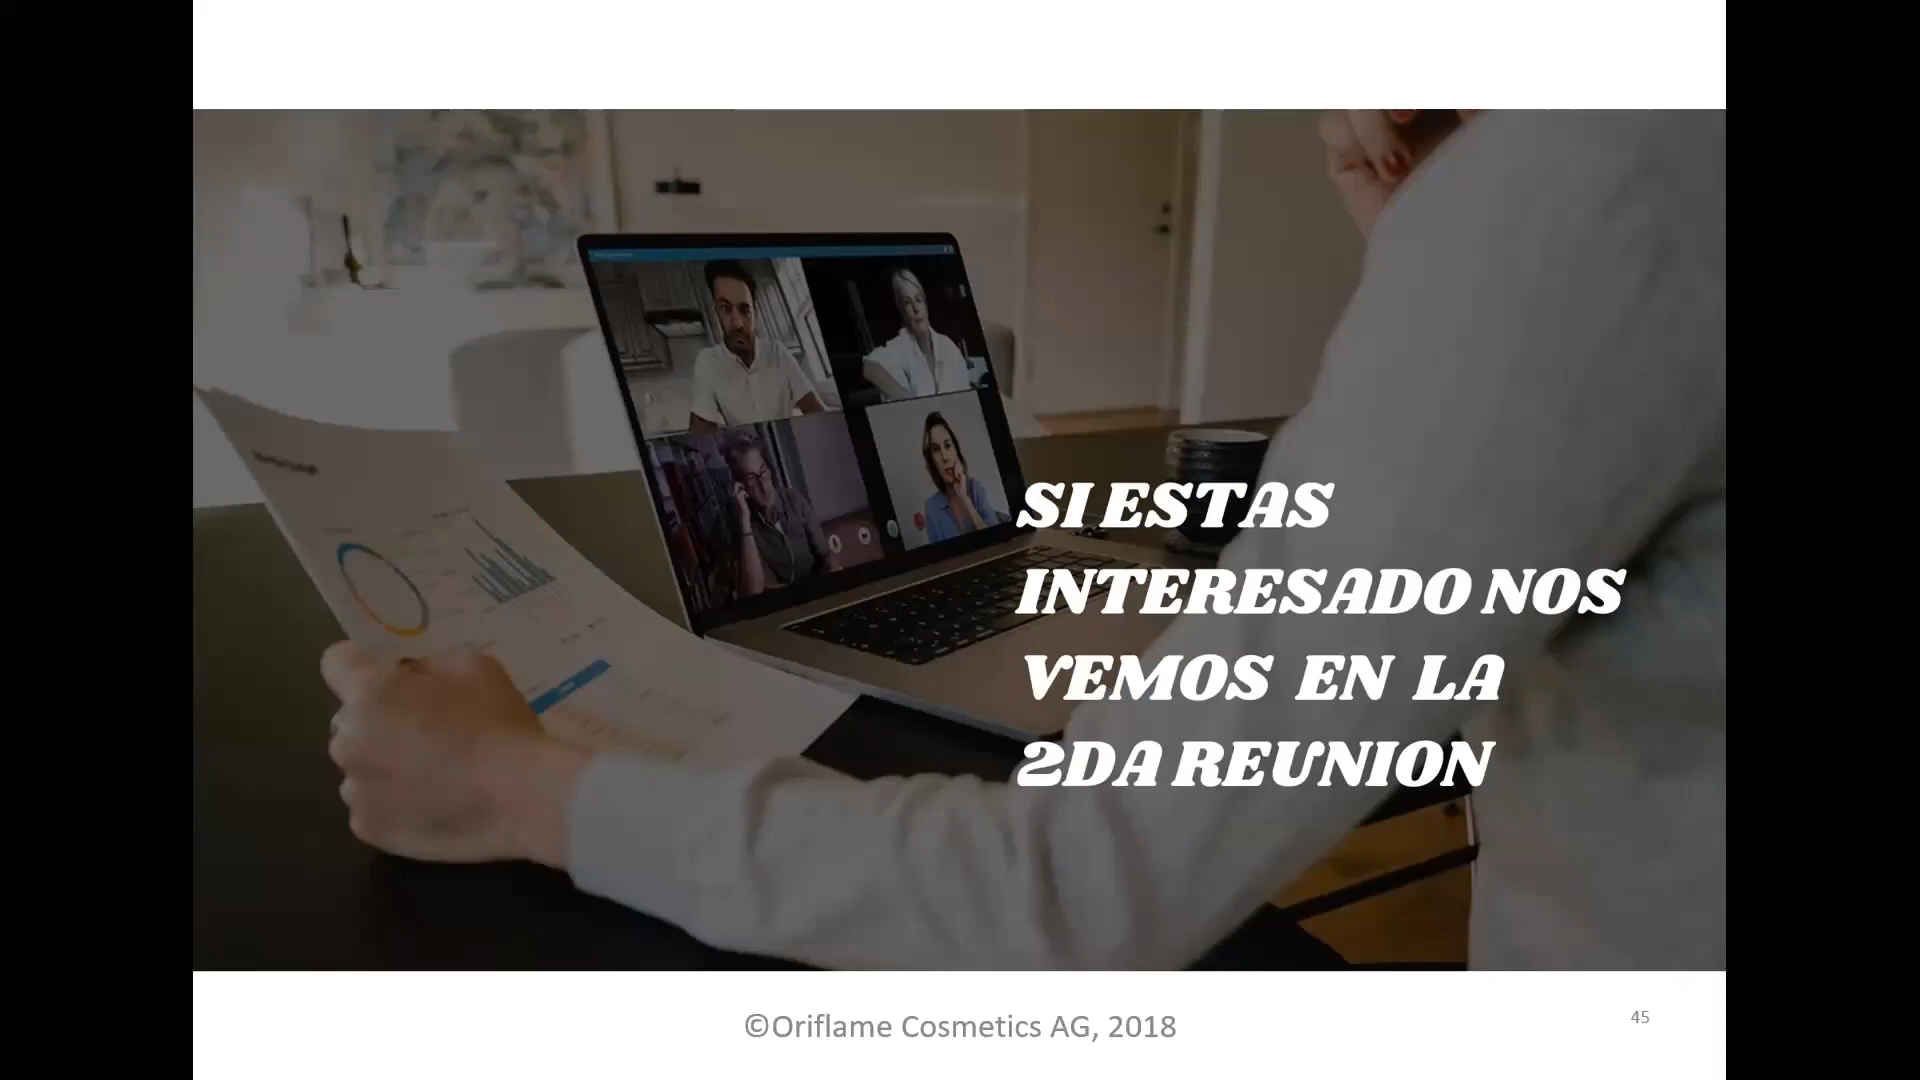 SI ESTAS
INTERESADO NOS
VEMOS EN LA
2DA REUNION
©Oriflame Cosmetics AG, 2018
45